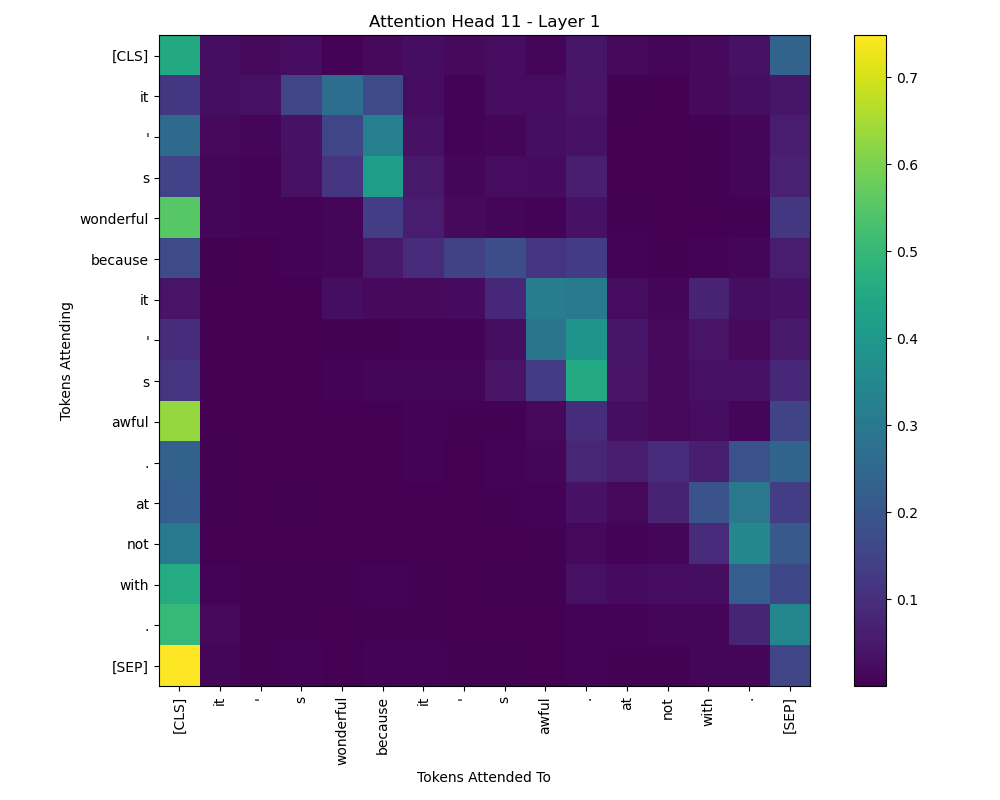 Attention Head 11 - Layer 1
Tokens Attending
[CLS]
it
'
s
wonderful
because
it
'
s
awful
.
at
not
with
.
[SEP]
[CLS]
it
'
s
wonderful
because
it
'
s
awful
.
at
not
with
.
[SEP]
Tokens Attended To
0.7
0.6
0.5
0.4
0.3
0.2
0.1